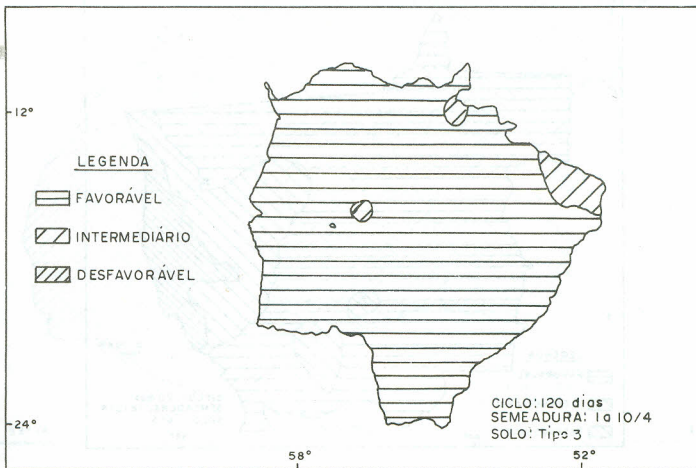 12°
LEGENDA
FAVORÁVEL
INTERMEDIÁRIO
DESFAVORÁVEL
CICLO: 120 dias
SEMEADURA: 1 a 10/4
SOLO: Tipo 3
24°
58°
52°